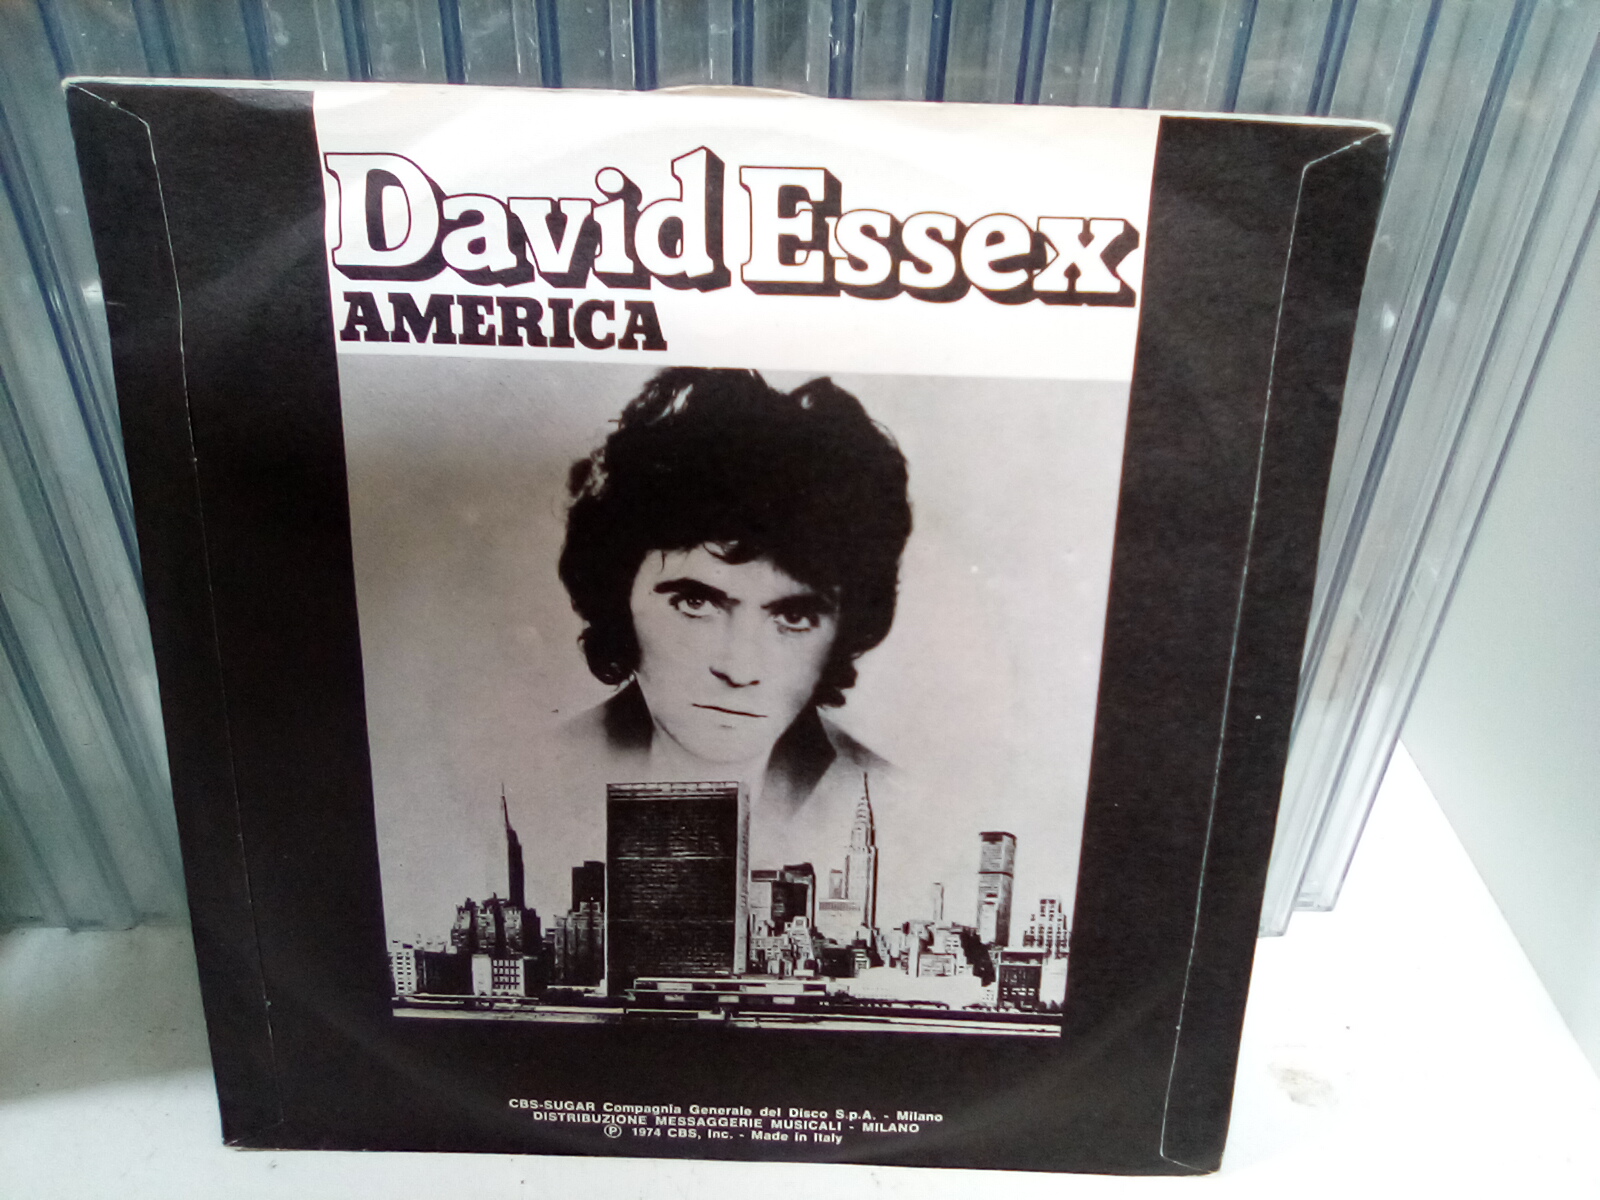 David Essex
AMERICA
CBS-SUGAR Compagnia Generale del Disco S.p.A. - Milano
DISTRIBUZIONE MESSAGGERIE MUSICALI - MILANO
Ⓟ 1974 CBS, Inc. - Made in Italy